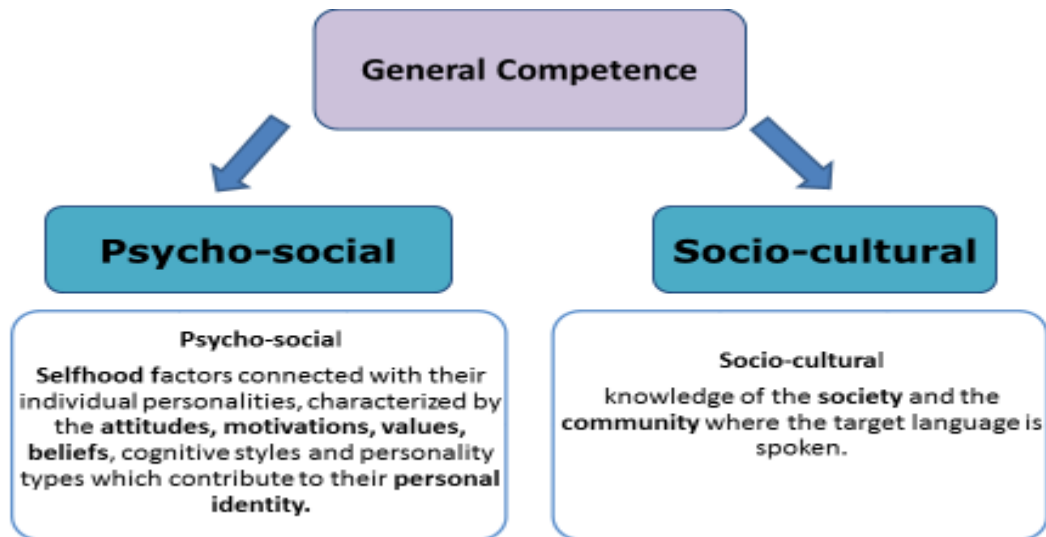 General Competence
Psycho-social
Socio-cultural
Psycho-social
Selfhood factors connected with their
individual personalities, characterized by
the attitudes, motivations, values,
beliefs, cognitive styles and personality
types which contribute to their personal
identity.
Socio-cultural
knowledge of the society and the
community where the target language is
spoken.